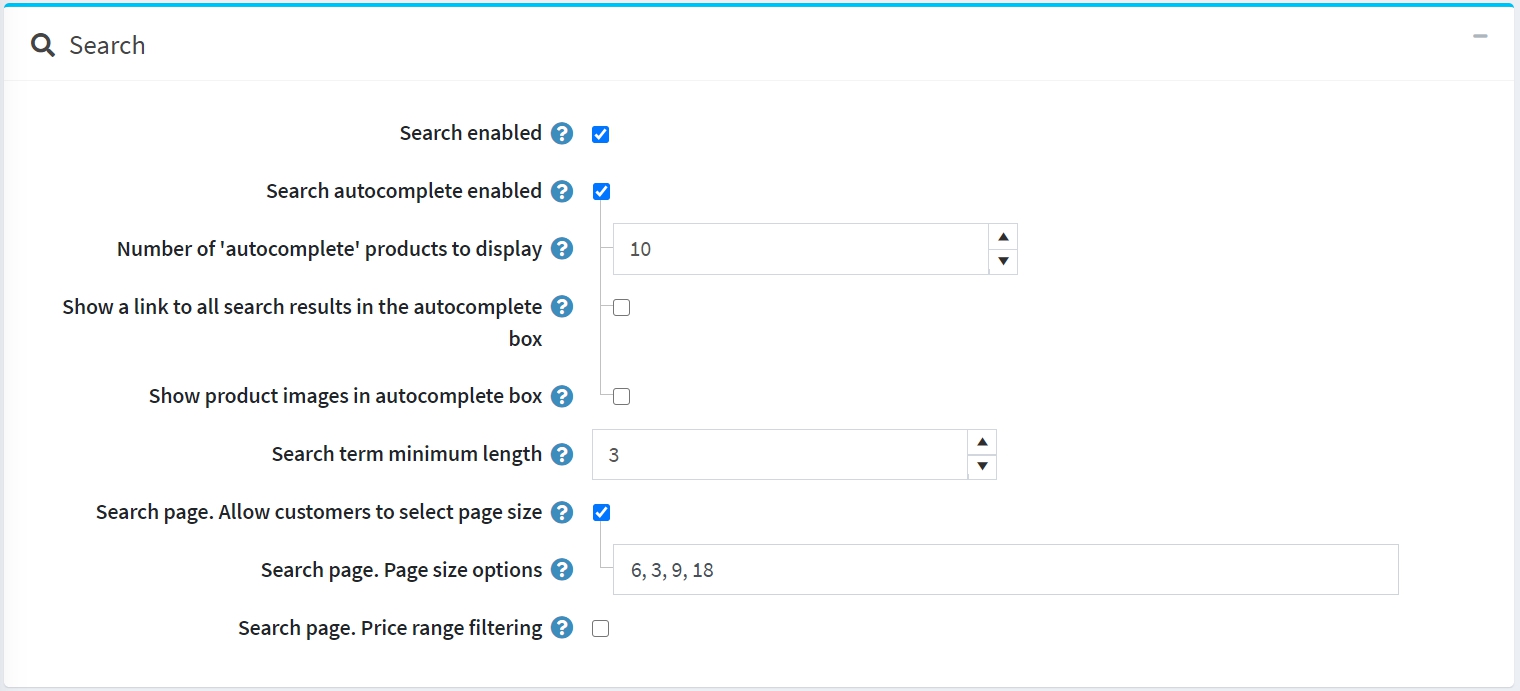 Search
Search enabled
Search autocomplete enabled
Number of 'autocomplete' products to display
10
Show a link to all search results in the autocomplete
box
Show product images in autocomplete box
Search term minimum length
3
Search page. Allow customers to select page size
Search page. Page size options
6, 3, 9, 18
Search page. Price range filtering